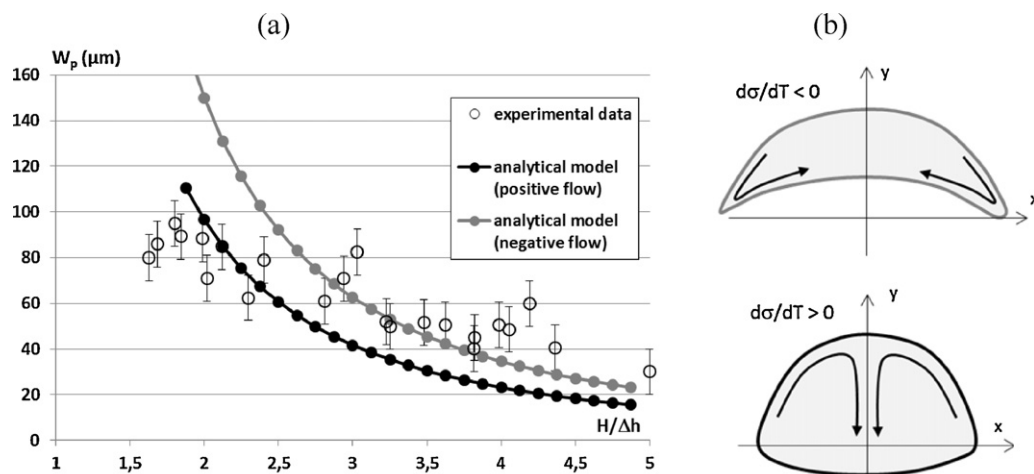 (a)
W_p (μm)
160
140
120
100
80
60
40
20
0
1
1,5
2
2,5
3
3,5
4
4,5
5
H/Δh
experimental data
analytical model
(positive flow)
analytical model
(negative flow)
(b)
y
dσ/dT < 0
x
y
dσ/dT > 0
x